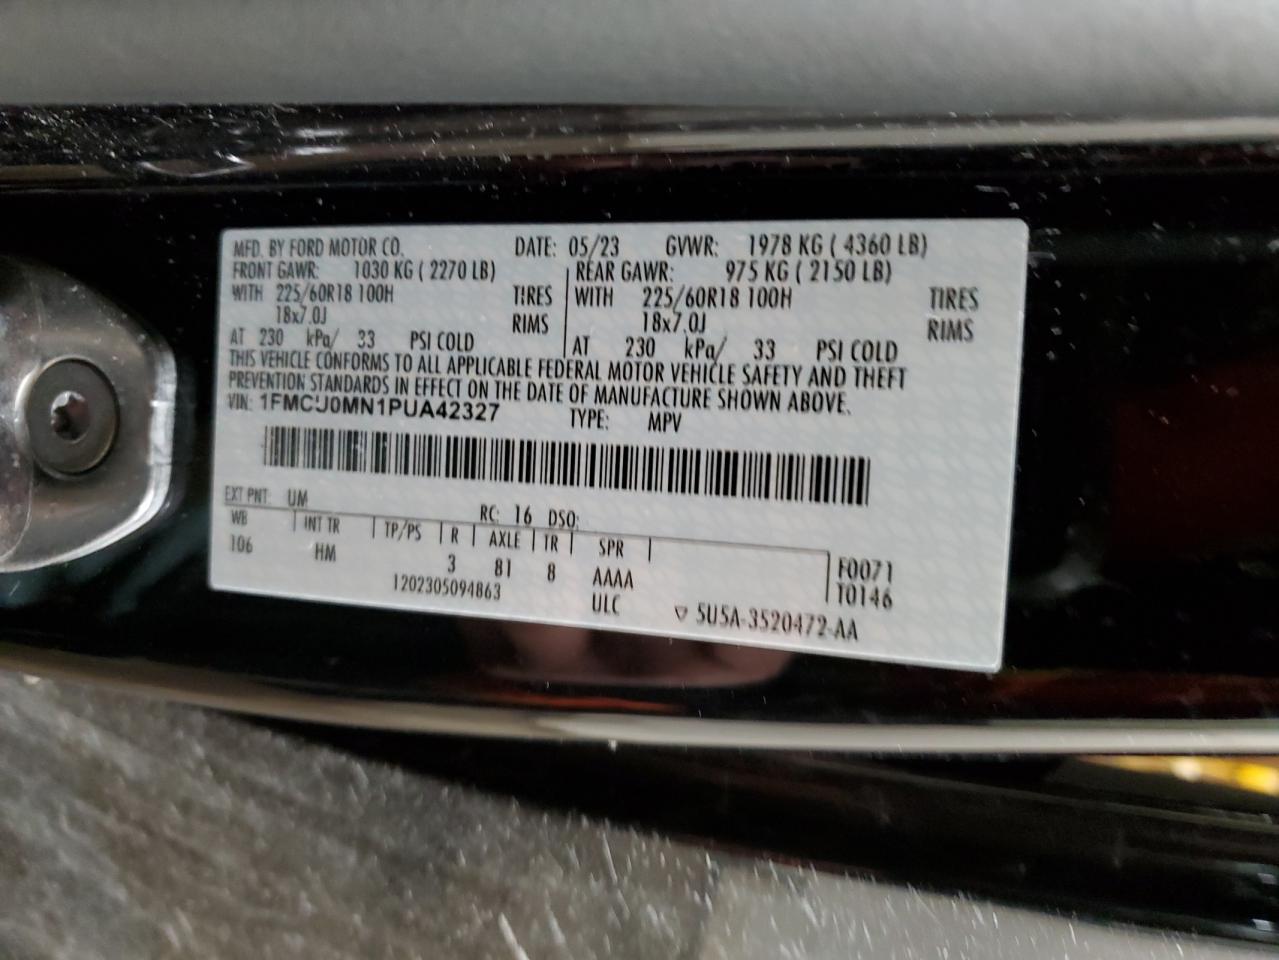 MFD. BY FORD MOTOR CO. DATE: 05/23 GVWR: 1978 KG ( 4360 LB)
FRONT GAWR: 1030 KG ( 2270 LB) REAR GAWR: 975 KG ( 2150 LB)
WITH 225/60R18 100H TIRES WITH 225/60R18 100H TIRES
18x7.0J RIMS 18x7.0J RIMS
AT 230 kPa/ 33 PSI COLD AT 230 kPa/ 33 PSI COLD
THIS VEHICLE CONFORMS TO ALL APPLICABLE FEDERAL MOTOR VEHICLE SAFETY AND THEFT
PREVENTION STANDARDS IN EFFECT ON THE DATE OF MANUFACTURE SHOWN ABOVE.
VIN: 1FMCU0MN1PUA42327 TYPE: MPV
EXT PNT: UM RC: 16 DSO:
WB INT TR TP/PS R AXLE TR SPR
106 HM 3 81 8 AAAA F0071
1202305094863 ULC T0146
▽ 5U5A-3520472-AA